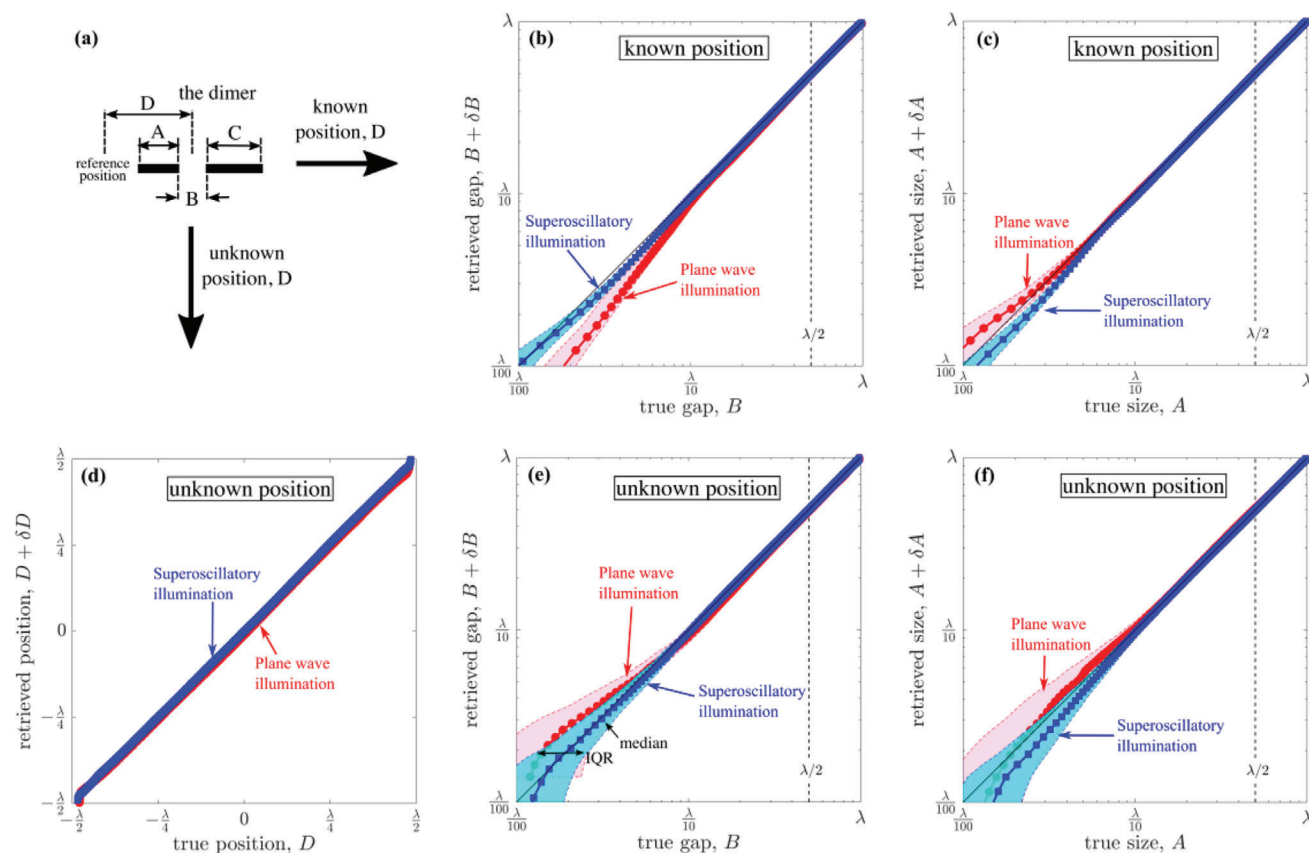 (a)
the dimer
D
A
C
reference
position
B
known
position, D
unknown
position, D
(b)
known position
retrieved gap, B + δB
λ
λ/10
λ/100
Superoscillatory
illumination
Plane wave
illumination
λ/2
λ/100
λ/10
λ
true gap, B
(c)
known position
retrieved size, A + δA
λ
λ/10
λ/100
Plane wave
illumination
Superoscillatory
illumination
λ/2
λ/100
λ/10
λ
true size, A
(d)
unknown position
retrieved position, D + δD
λ/2
λ/4
0
−λ/4
−λ/2
Superoscillatory
illumination
Plane wave
illumination
−λ/2
−λ/4
0
λ/4
λ/2
true position, D
(e)
unknown position
retrieved gap, B + δB
λ
λ/10
λ/100
Plane wave
illumination
Superoscillatory
illumination
median
IQR
λ/2
λ/100
λ/10
λ
true gap, B
(f)
unknown position
retrieved size, A + δA
λ
λ/10
λ/100
Plane wave
illumination
Superoscillatory
illumination
λ/2
λ/100
λ/10
λ
true size, A